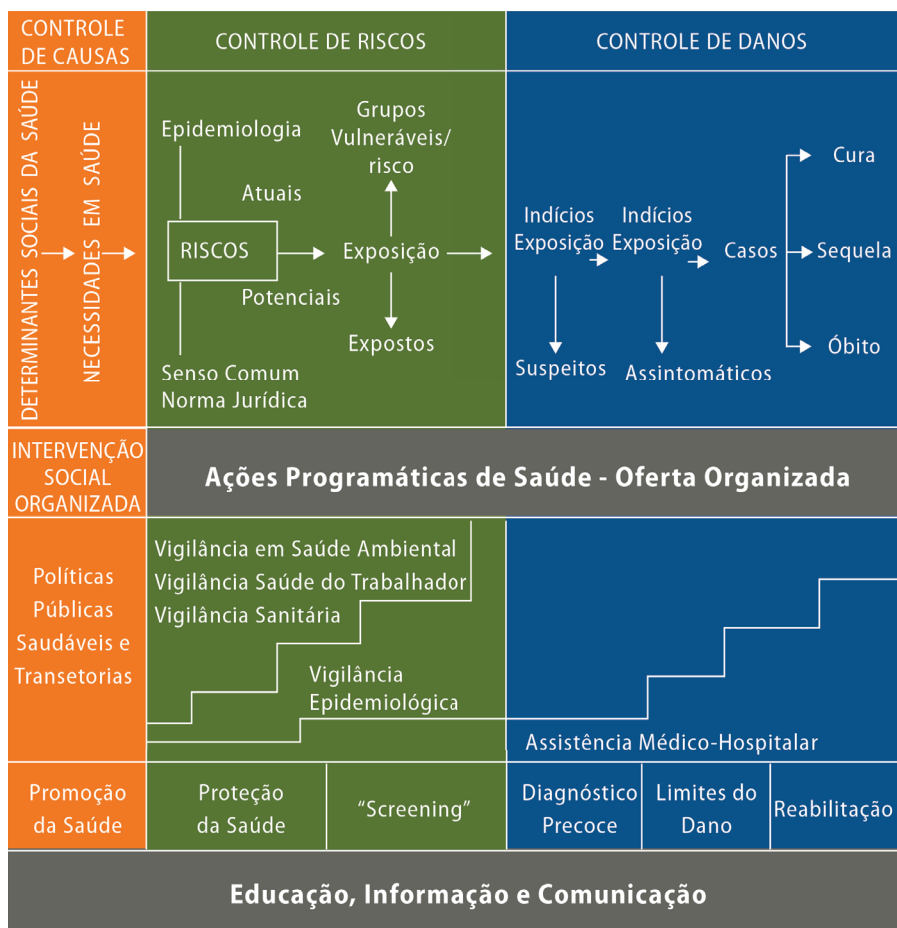 CONTROLE
DE CAUSAS
CONTROLE DE RISCOS
CONTROLE DE DANOS
DETERMINANTES SOCIAIS DA SAÚDE
NECESSIDADES EM SAÚDE
Epidemiologia
Atuais
RISCOS
Potenciais
Senso Comum
Norma Jurídica
Grupos
Vulneráveis/
risco
Exposição
Expostos
Indícios
Exposição
Suspeitos
Indícios
Exposição
Assintomáticos
Casos
Cura
Sequela
Óbito
INTERVENÇÃO
SOCIAL
ORGANIZADA
Ações Programáticas de Saúde - Oferta Organizada
Políticas
Públicas
Saudáveis e
Transetorias
Vigilância em Saúde Ambiental
Vigilância Saúde do Trabalhador
Vigilância Sanitária
Vigilância
Epidemiológica
Assistência Médico-Hospitalar
Promoção
da Saúde
Proteção
da Saúde
“Screening”
Diagnóstico
Precoce
Limites do
Dano
Reabilitação
Educação, Informação e Comunicação